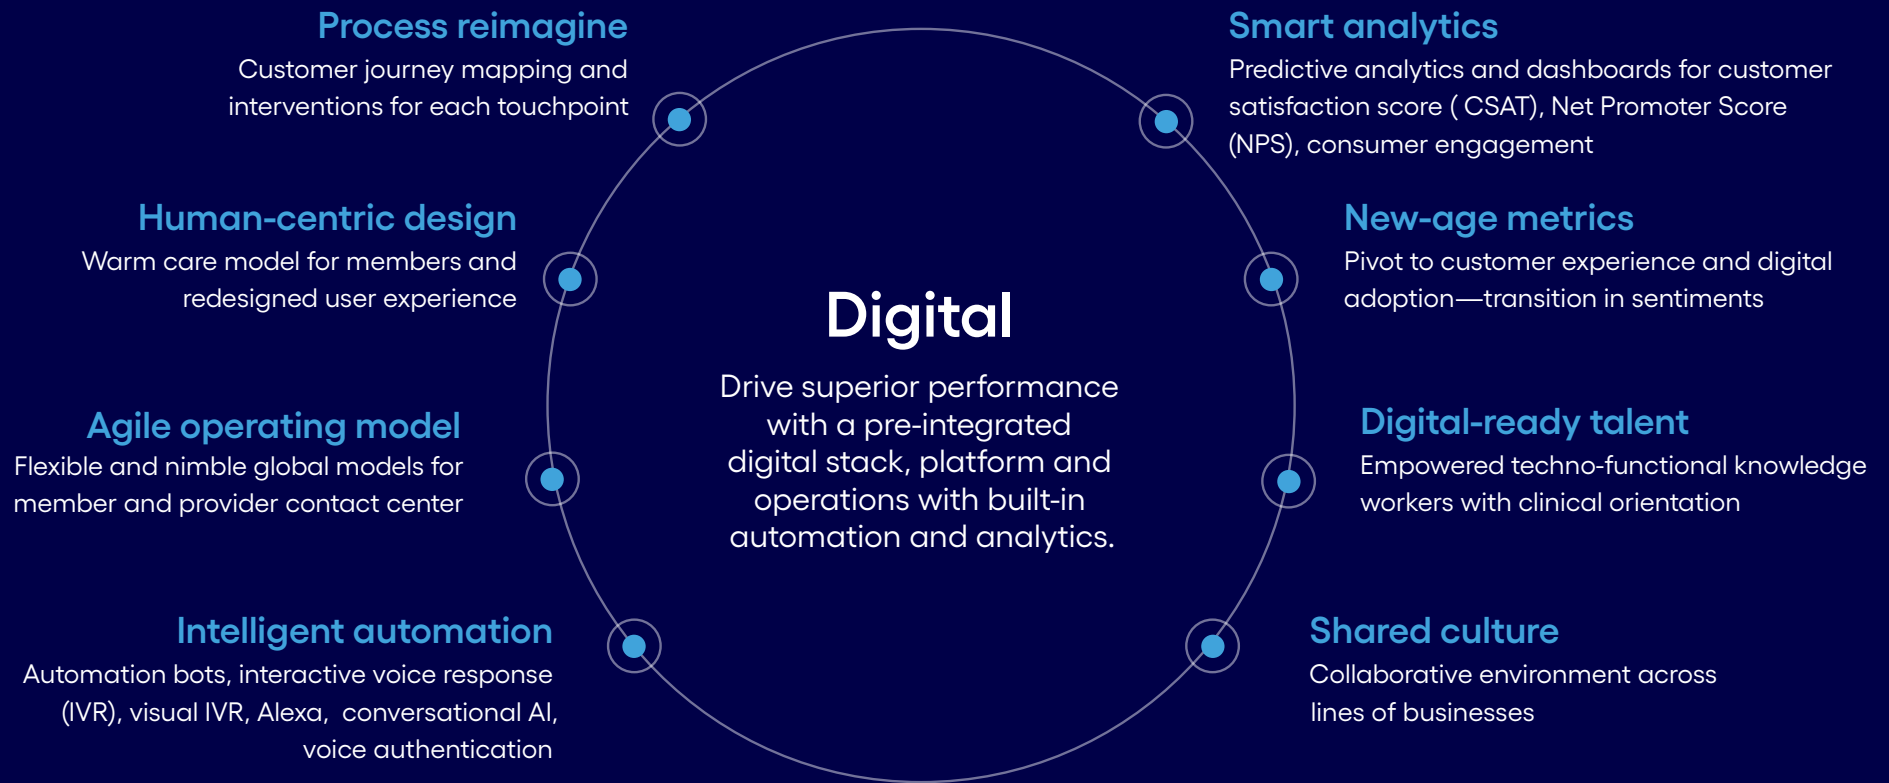 Process reimagine
Customer journey mapping and
interventions for each touchpoint
Human-centric design
Warm care model for members and
redesigned user experience
Agile operating model
Flexible and nimble global models for
member and provider contact center
Intelligent automation
Automation bots, interactive voice response
(IVR), visual IVR, Alexa, conversational AI,
voice authentication
Digital
Drive superior performance
with a pre-integrated
digital stack, platform and
operations with built-in
automation and analytics.
Smart analytics
Predictive analytics and dashboards for customer
satisfaction score ( CSAT), Net Promoter Score
(NPS), consumer engagement
New-age metrics
Pivot to customer experience and digital
adoption—transition in sentiments
Digital-ready talent
Empowered techno-functional knowledge
workers with clinical orientation
Shared culture
Collaborative environment across
lines of businesses